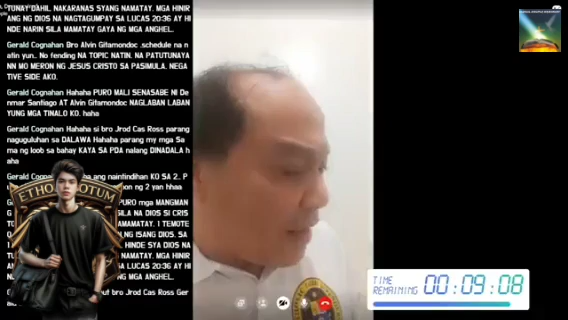 TUNAY DAHIL NAKARANAS SYANG NAMATAY. MGA HINIR
ANG NG DIOS NA NAGTAGUMPAY SA LUCAS 20:36 AY HI
NDE NARIN SILA MAMATAY GAYA NG MGA ANGHEL.
Gerald Cognahan Bro Alvin Gitamondoc .schedule na n
atin yun.. No fending NA TOPIC NATIN. NA PATUTUNAYA
NN MO MERON NG JESUS CRISTO SA PASIMULA. NEGA
TIVE SIDE AKO.
Gerald Cognahan Hahaha PURO MALI SENASABE NI De
nmar Santiago AT Alvin Gitamondoc NAGLABAN LABAN
YUNG MGA TINALO KO. haha
Gerald Cognahan Hahaha si bro Jrod Cas Ross parang
naguguluhan sa DALAWA Hahaha parang my mga Sa
ma ng loob sa bahay KAYA SA PDA nalang DINADALA h
aha
Gerald Co
ha ang naintindihan KO SA 2.. P
pon ng 2 yan hhaa
PURO mga MANGMAN
SILA NA DIOS SI CRIS
MAMATAY. I TEMOTE
NG ISANG DIOS. SA
HINDE SYA DIOS NA
TAY. MGA HINIR
A LUCAS 20:36 AY HI
MGA ANGHEL.
bro Jrod Cas Ross Ger
ETHO
OTUM
TIME
REMAINING
00:09:08